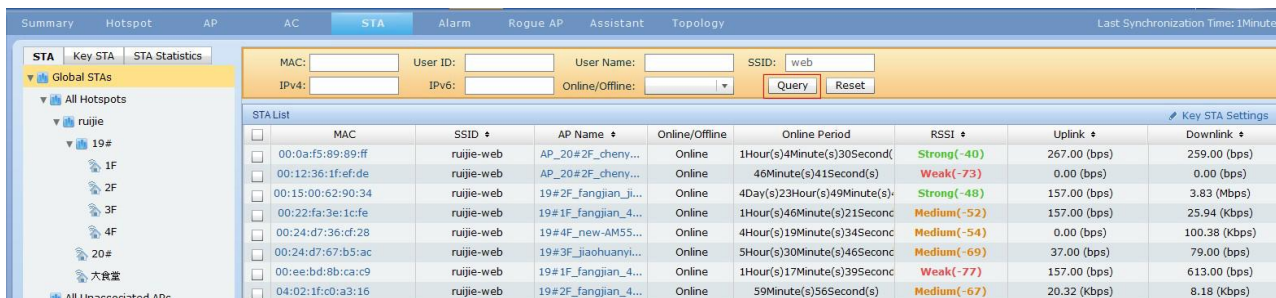 Summary Hotspot AP AC STA Alarm Rogue AP Assistant Topology Last Synchronization Time: 1Minute
STA Key STA STA Statistics
Global STAs
All Hotspots
ruijie
19#
1F
2F
3F
4F
20#
大食堂
All Unassociated APs
MAC: User ID: User Name: SSID: web
IPv4: IPv6: Online/Offline: Query Reset
STA List Key STA Settings
MAC SSID AP Name Online/Offline Online Period RSSI Uplink Downlink
00:0a:f5:89:89:ff ruijie-web AP_20#2F_cheny... Online 1Hour(s)4Minute(s)30Second( Strong(-40) 267.00 (bps) 259.00 (bps)
00:12:36:1f:ef:de ruijie-web AP_20#2F_cheny... Online 46Minute(s)41Second(s) Weak(-73) 0.00 (bps) 0.00 (bps)
00:15:00:62:90:34 ruijie-web 19#2F_fangjian_ji... Online 4Day(s)23Hour(s)49Minute(s) Strong(-48) 157.00 (bps) 3.83 (Mbps)
00:22:fa:3e:1c:fe ruijie-web 19#1F_fangjian_4... Online 1Hour(s)46Minute(s)21Second Medium(-52) 157.00 (bps) 25.94 (Kbps)
00:24:d7:36:cf:28 ruijie-web 19#4F_new-AM55... Online 4Hour(s)19Minute(s)34Second Medium(-54) 0.00 (bps) 100.38 (Kbps)
00:24:d7:67:b5:ac ruijie-web 19#3F_jiaohuanyi... Online 5Hour(s)30Minute(s)46Second Medium(-69) 37.00 (bps) 79.00 (bps)
00:ee:bd:8b:ca:c9 ruijie-web 19#1F_fangjian_4... Online 1Hour(s)17Minute(s)39Second Weak(-77) 157.00 (bps) 613.00 (bps)
04:02:1f:c0:a3:16 ruijie-web 19#2F_fangjian_4... Online 59Minute(s)56Second(s) Medium(-67) 20.32 (Kbps) 8.18 (Kbps)